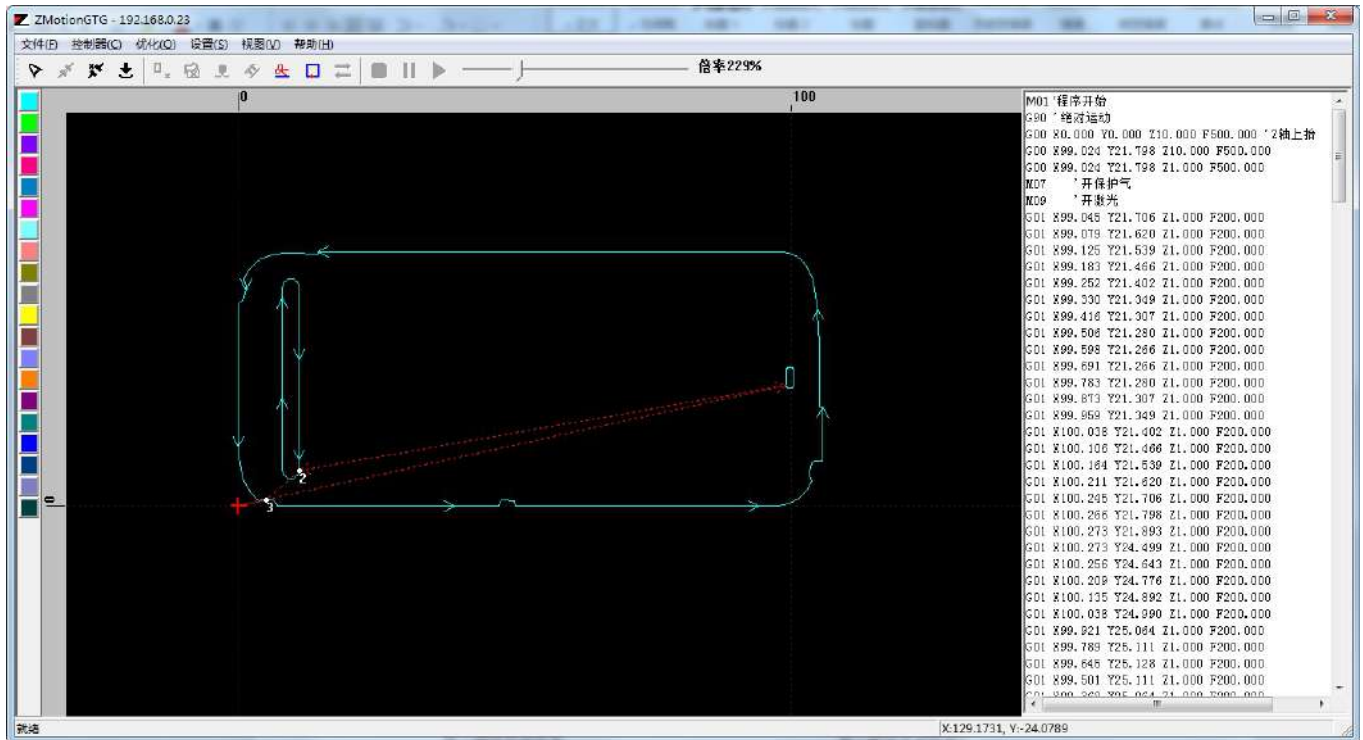 ZMotionGTG - 192.168.0.23
文件(F) 控制器(C) 优化(O) 设置(S) 视图(V) 帮助(H)
倍率229%
0 100
0
2
3
M01 '程序开始
G90 '绝对运动
G00 X0.000 Y0.000 Z10.000 F500.000 'Z轴上抬
G00 X99.024 Y21.798 Z10.000 F500.000
G00 X99.024 Y21.798 Z1.000 F500.000
M07 '开保护气
M09 '开激光
G01 X99.045 Y21.706 Z1.000 F200.000
G01 X99.079 Y21.620 Z1.000 F200.000
G01 X99.125 Y21.539 Z1.000 F200.000
G01 X99.183 Y21.466 Z1.000 F200.000
G01 X99.252 Y21.402 Z1.000 F200.000
G01 X99.330 Y21.349 Z1.000 F200.000
G01 X99.416 Y21.307 Z1.000 F200.000
G01 X99.506 Y21.280 Z1.000 F200.000
G01 X99.598 Y21.266 Z1.000 F200.000
G01 X99.691 Y21.266 Z1.000 F200.000
G01 X99.783 Y21.280 Z1.000 F200.000
G01 X99.873 Y21.307 Z1.000 F200.000
G01 X99.959 Y21.349 Z1.000 F200.000
G01 X100.038 Y21.402 Z1.000 F200.000
G01 X100.106 Y21.466 Z1.000 F200.000
G01 X100.164 Y21.539 Z1.000 F200.000
G01 X100.211 Y21.620 Z1.000 F200.000
G01 X100.245 Y21.706 Z1.000 F200.000
G01 X100.266 Y21.798 Z1.000 F200.000
G01 X100.273 Y21.893 Z1.000 F200.000
G01 X100.273 Y24.499 Z1.000 F200.000
G01 X100.256 Y24.643 Z1.000 F200.000
G01 X100.209 Y24.776 Z1.000 F200.000
G01 X100.135 Y24.892 Z1.000 F200.000
G01 X100.038 Y24.990 Z1.000 F200.000
G01 X99.921 Y25.064 Z1.000 F200.000
G01 X99.789 Y25.111 Z1.000 F200.000
G01 X99.645 Y25.128 Z1.000 F200.000
G01 X99.501 Y25.111 Z1.000 F200.000
就绪
X:129.1731, Y:-24.0789